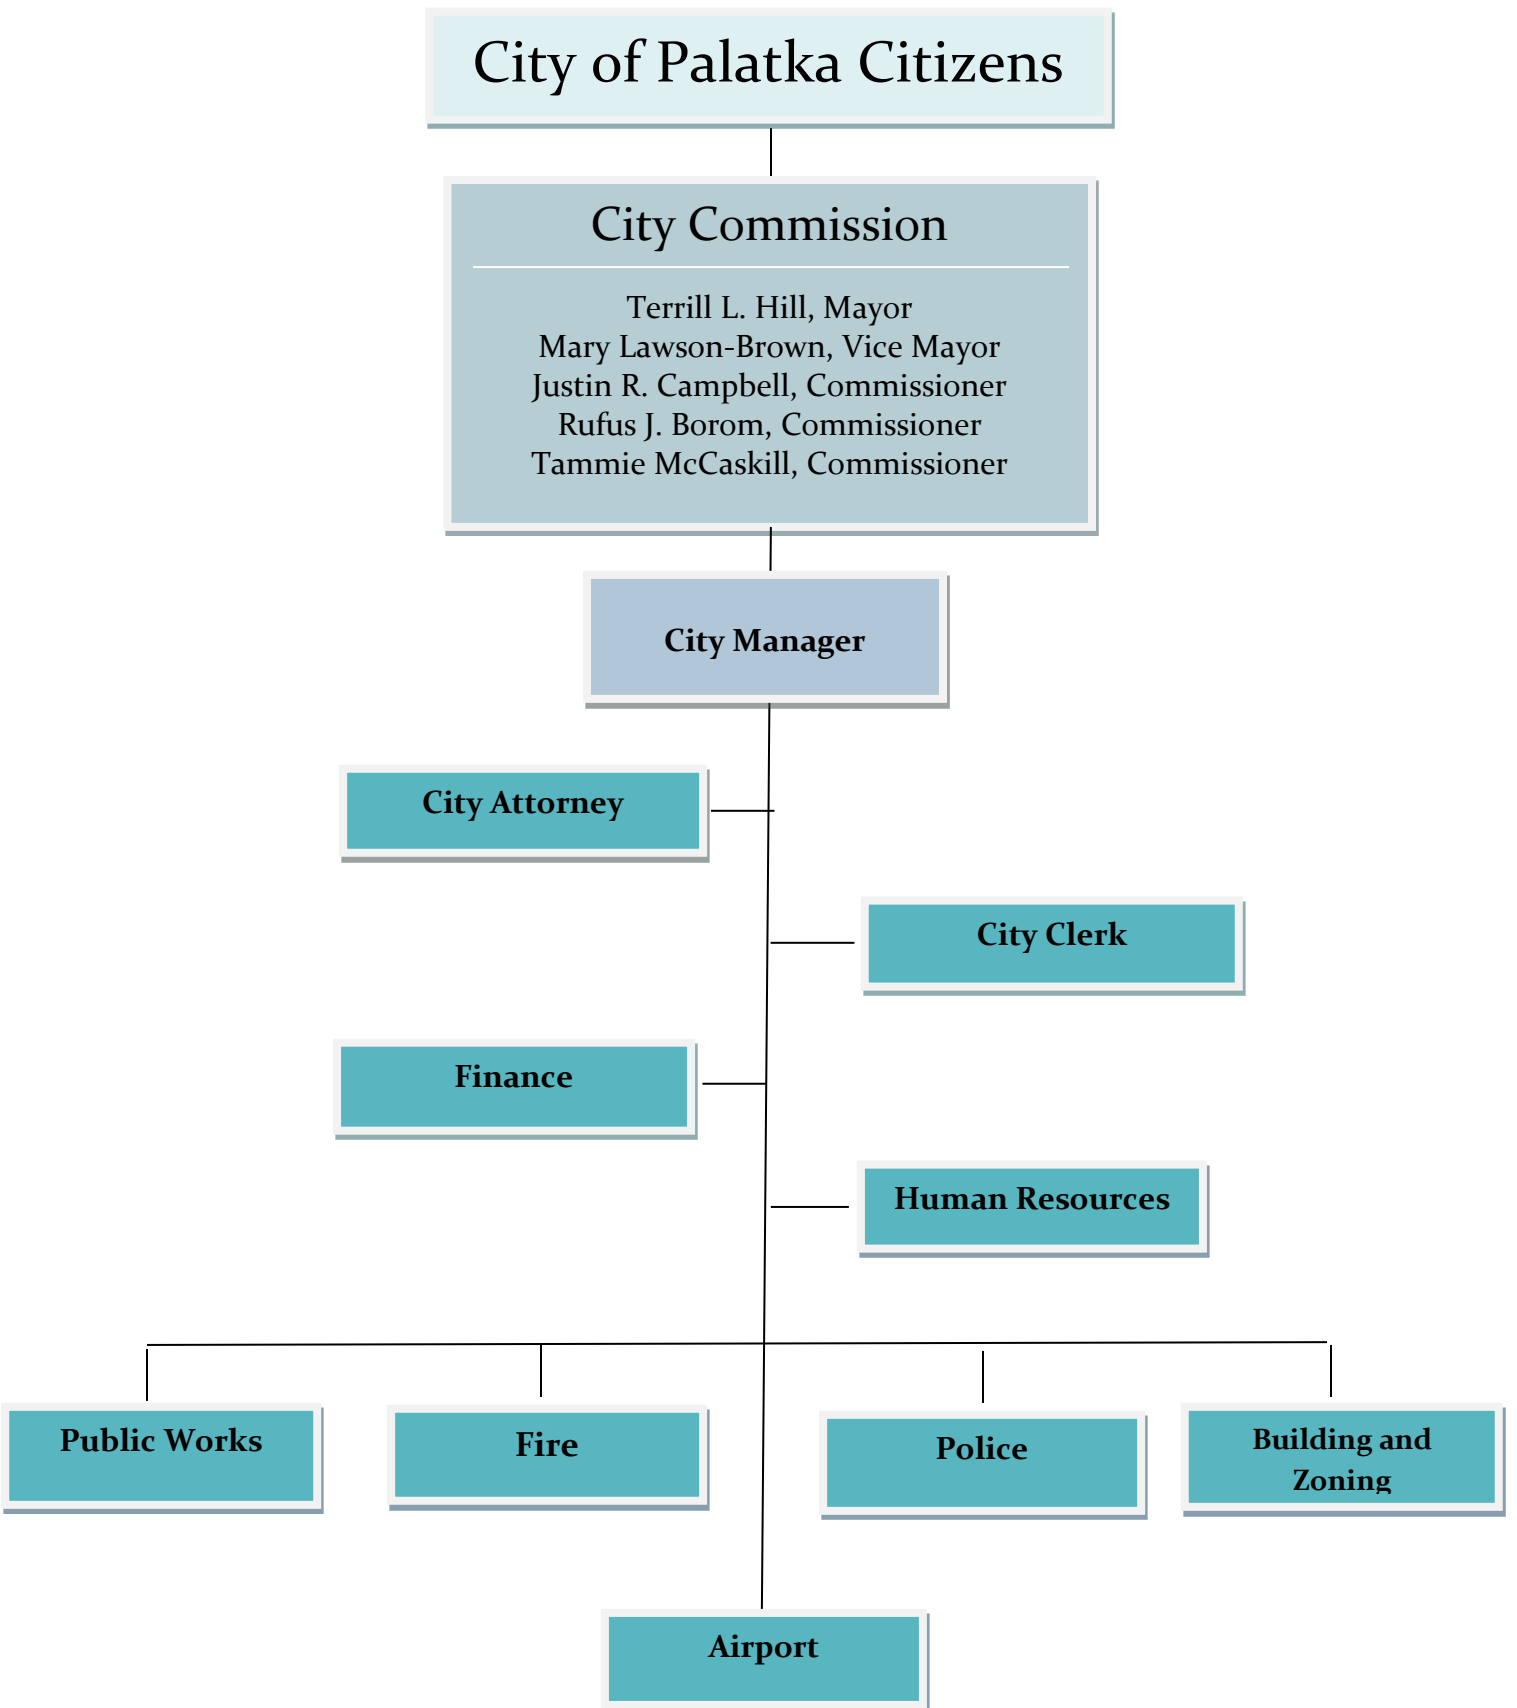 City of Palatka Citizens
City Commission
Terrill L. Hill, Mayor
Mary Lawson-Brown, Vice Mayor
Justin R. Campbell, Commissioner
Rufus J. Borom, Commissioner
Tammie McCaskill, Commissioner
City Manager
City Attorney
City Clerk
Finance
Human Resources
Public Works
Fire
Police
Building and
Zoning
Airport